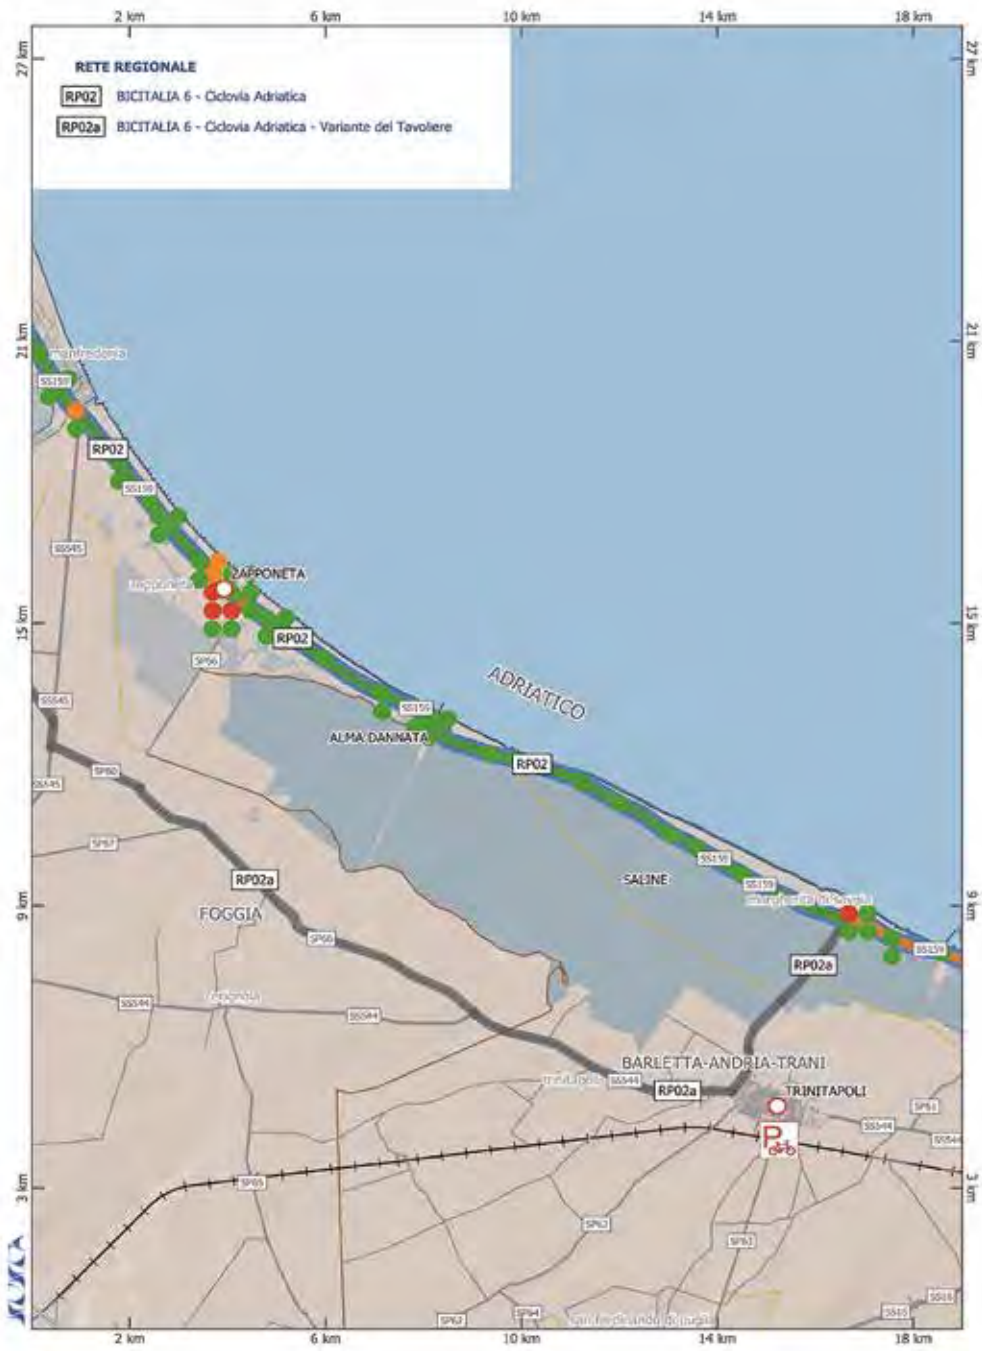 2 km 6 km 10 km 14 km 18 km
27 km
27 km
RETE REGIONALE
RP02 BICITALIA 6 - Ciclovia Adriatica
RP02a BICITALIA 6 - Ciclovia Adriatica - Variante del Tavoliere
21 km
21 km
manfredonia
SS159
RP02
SS159
SS545
ZAPPONETA
zapponeta
15 km
15 km
RP02
SP66
ADRIATICO
SS545
SS159
ALMA DANNATA
RP02
SP80
SS545
SP67
SS159
RP02a
SALINE
SS159
margherita di savoia
9 km
9 km
FOGGIA
SP66
SS159
RP02a
SS544
cerignola
SS544
BARLETTA-ANDRIA-TRANI
trinitapoli
SS544
RP02a
TRINITAPOLI
SP61
SS544
SS544
P
SP65
3 km
3 km
SP62
SP63
SS16
SS16
SP63
SP64
san ferdinando di puglia
2 km 6 km 10 km 14 km 18 km